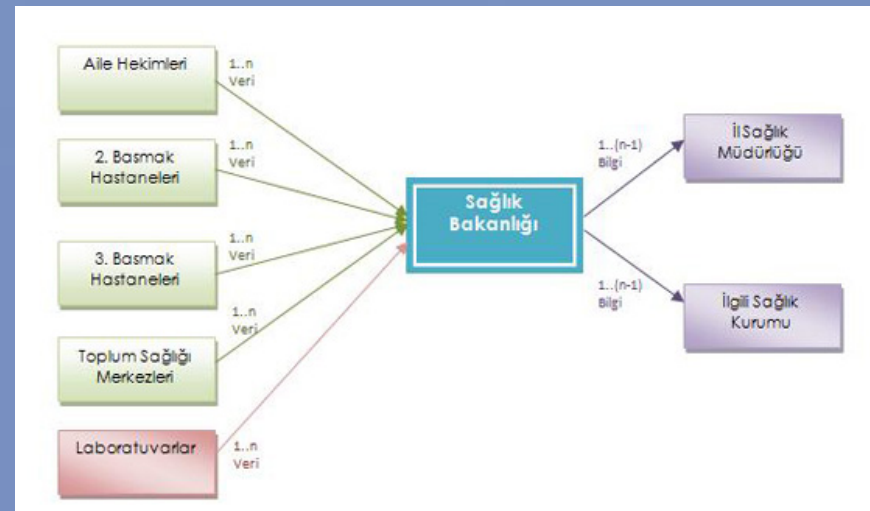 Aile Hekimleri
1..n
Veri
2. Basmak
Hastaneleri
1..n
Veri
3. Basmak
Hastaneleri
1..n
Veri
Toplum Sağlığı
Merkezleri
1..n
Veri
Laboratuvarlar
1..n
Veri
Sağlık
Bakanlığı
1..(n-1)
Bilgi
İl Sağlık
Müdürlüğü
1..(n-1)
Bilgi
İlgili Sağlık
Kurumu